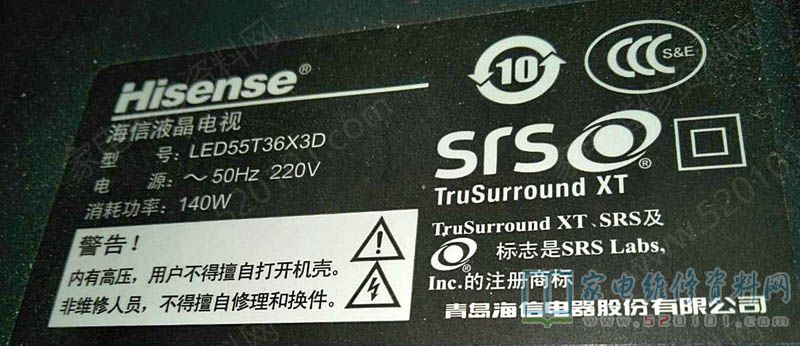 Hisense®
海信液晶电视
型 号: LED55T36X3D
电 源: ～50Hz 220V
消耗功率: 140W
警告！
内有高压，用户不得擅自打开机壳。
非维修人员，不得擅自修理和换件。
10
CCC S&E
SRS ®
TruSurround XT
TruSurround XT、SRS及
® 标志是SRS Labs,
Inc.的注册商标
青岛海信电器股份有限公司
家电维修资料网
www.520101.com